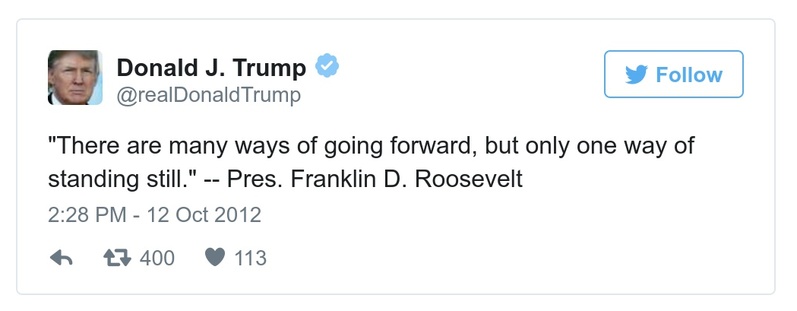 Donald J. Trump
@realDonaldTrump
Follow
"There are many ways of going forward, but only one way of
standing still." -- Pres. Franklin D. Roosevelt
2:28 PM - 12 Oct 2012
400 113